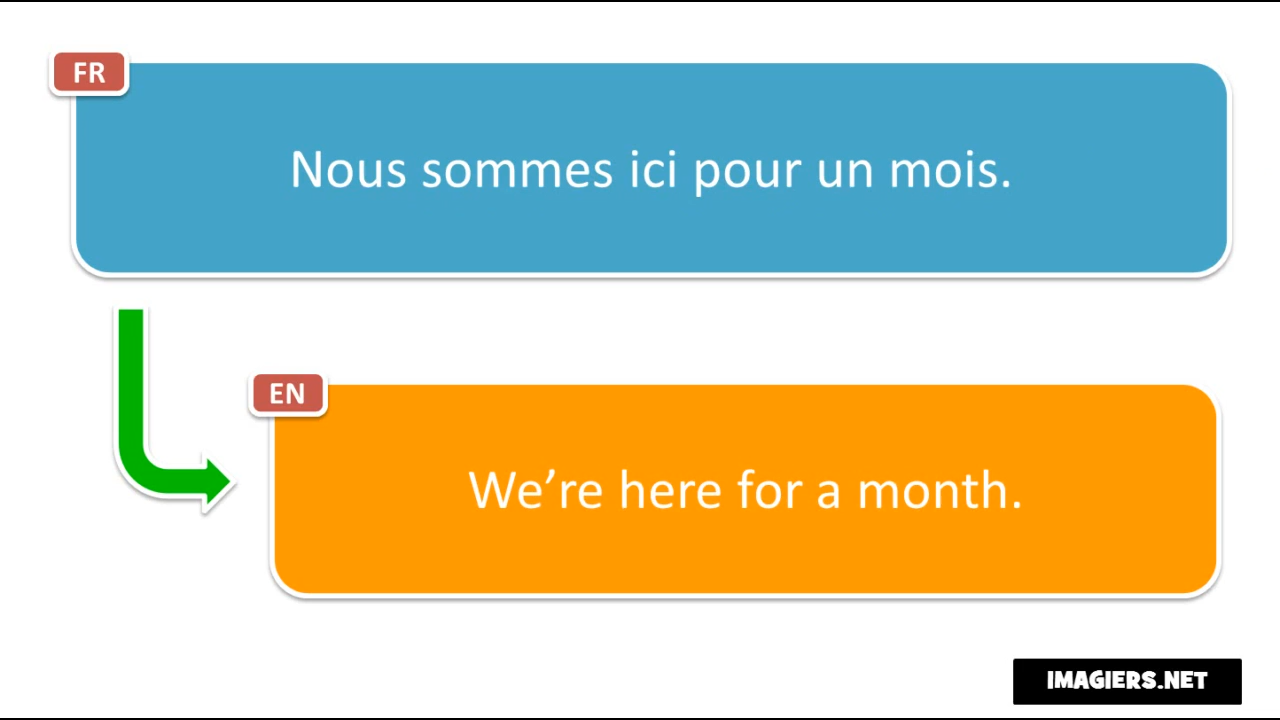 FR
Nous sommes ici pour un mois.
EN
We’re here for a month.
IMAGIERS.NET